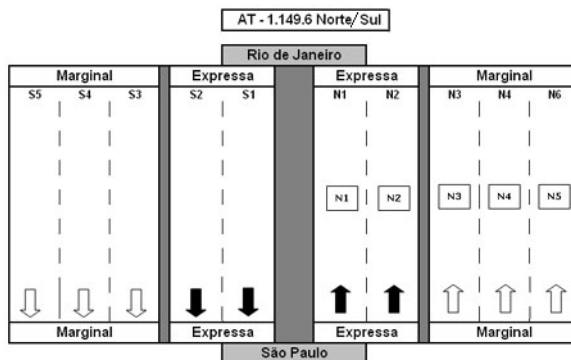 AT - 1.149.6 Norte/Sul
Rio de Janeiro
Marginal Expressa Expressa Marginal
S5 S4 S3 S2 S1 N1 N2 N3 N4 N6
N1 N2 N3 N4 N5
Marginal Expressa Expressa Marginal
São Paulo